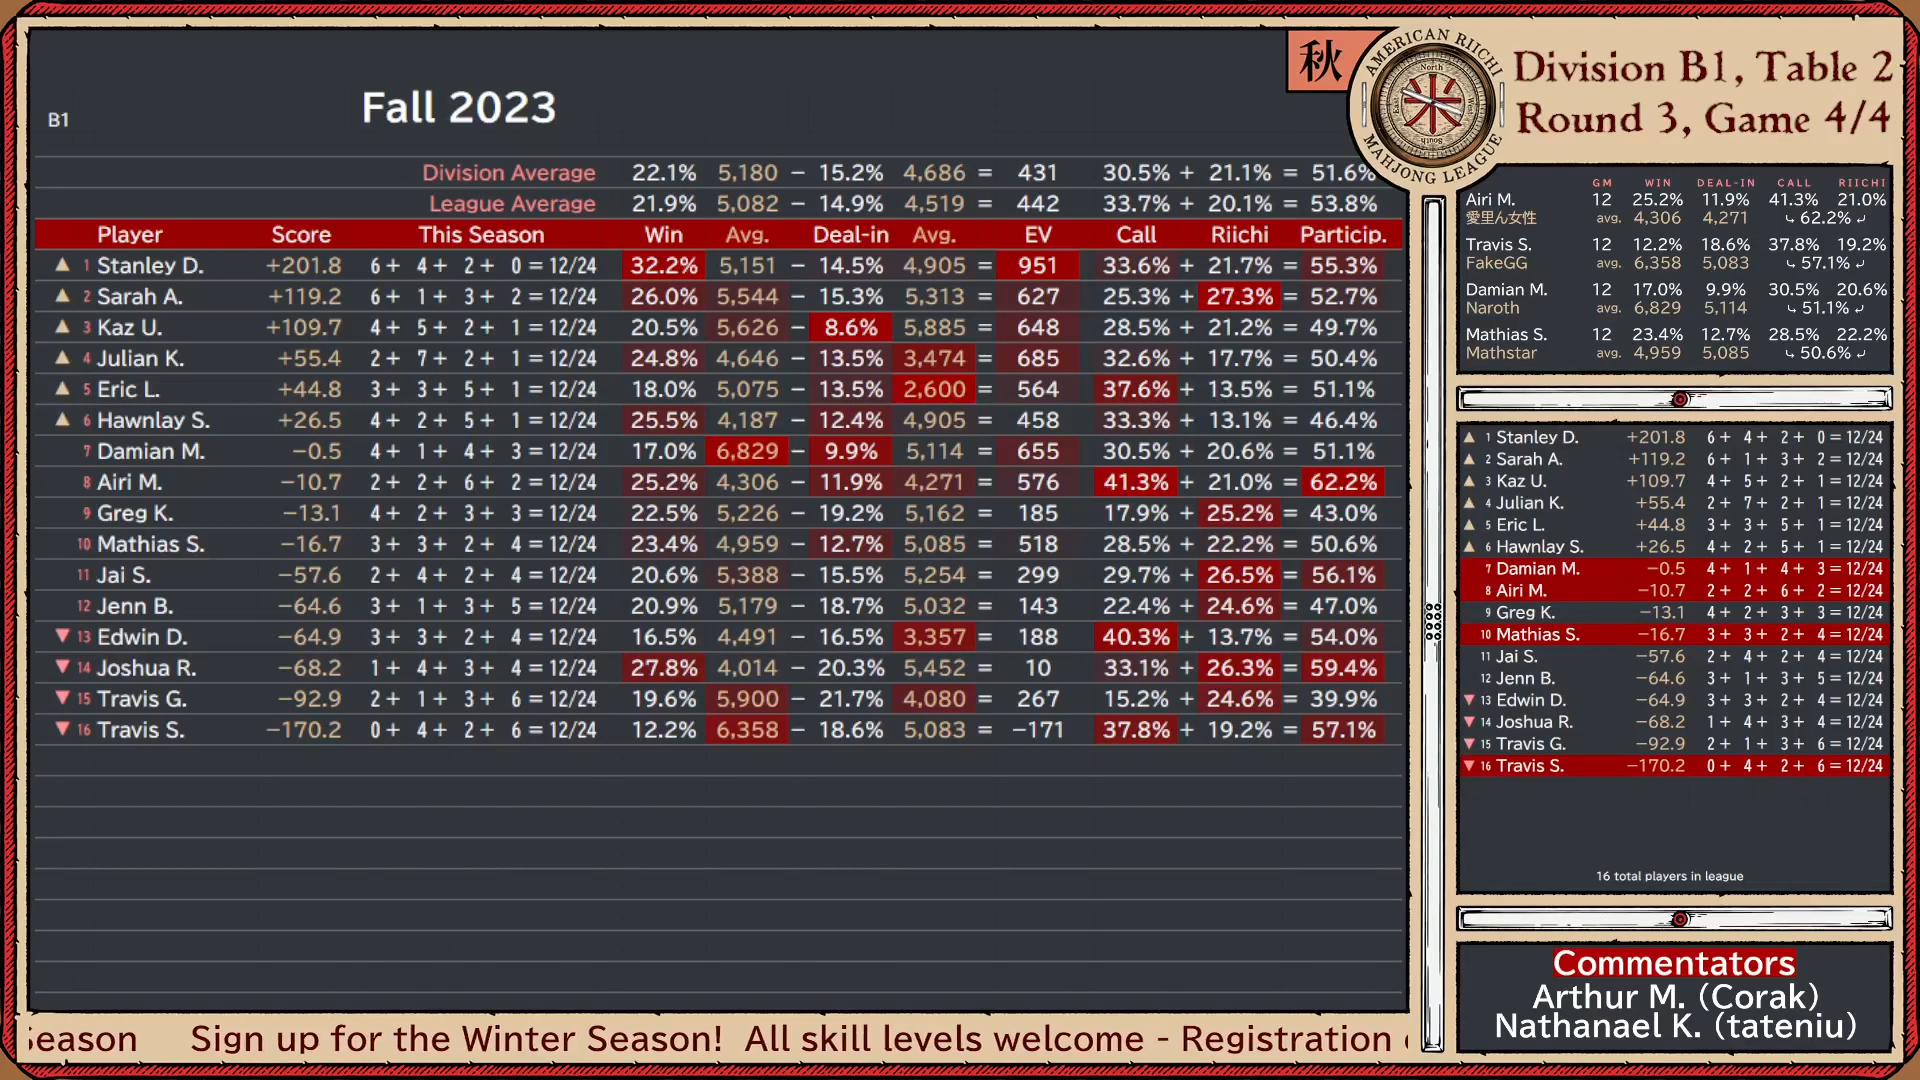 秋
AMERICAN RIICHI
MAHJONG LEAGUE
North
East
West
South
Division B1, Table 2
Round 3, Game 4/4
B1
Fall 2023
Division Average 22.1% 5,180 − 15.2% 4,686 = 431 30.5% + 21.1% = 51.6%
League Average 21.9% 5,082 − 14.9% 4,519 = 442 33.7% + 20.1% = 53.8%
Player Score This Season Win Avg. Deal-in Avg. EV Call Riichi Particip.
▲ 1 Stanley D. +201.8 6+ 4+ 2+ 0=12/24 32.2% 5,151 − 14.5% 4,905 = 951 33.6% + 21.7% = 55.3%
▲ 2 Sarah A. +119.2 6+ 1+ 3+ 2=12/24 26.0% 5,544 − 15.3% 5,313 = 627 25.3% + 27.3% = 52.7%
▲ 3 Kaz U. +109.7 4+ 5+ 2+ 1=12/24 20.5% 5,626 − 8.6% 5,885 = 648 28.5% + 21.2% = 49.7%
▲ 4 Julian K. +55.4 2+ 7+ 2+ 1=12/24 24.8% 4,646 − 13.5% 3,474 = 685 32.6% + 17.7% = 50.4%
▲ 5 Eric L. +44.8 3+ 3+ 5+ 1=12/24 18.0% 5,075 − 13.5% 2,600 = 564 37.6% + 13.5% = 51.1%
▲ 6 Hawnlay S. +26.5 4+ 2+ 5+ 1=12/24 25.5% 4,187 − 12.4% 4,905 = 458 33.3% + 13.1% = 46.4%
7 Damian M. −0.5 4+ 1+ 4+ 3=12/24 17.0% 6,829 − 9.9% 5,114 = 655 30.5% + 20.6% = 51.1%
8 Airi M. −10.7 2+ 2+ 6+ 2=12/24 25.2% 4,306 − 11.9% 4,271 = 576 41.3% + 21.0% = 62.2%
9 Greg K. −13.1 4+ 2+ 3+ 3=12/24 22.5% 5,226 − 19.2% 5,162 = 185 17.9% + 25.2% = 43.0%
10 Mathias S. −16.7 3+ 3+ 2+ 4=12/24 23.4% 4,959 − 12.7% 5,085 = 518 28.5% + 22.2% = 50.6%
11 Jai S. −57.6 2+ 4+ 2+ 4=12/24 20.6% 5,388 − 15.5% 5,254 = 299 29.7% + 26.5% = 56.1%
12 Jenn B. −64.6 3+ 1+ 3+ 5=12/24 20.9% 5,179 − 18.7% 5,032 = 143 22.4% + 24.6% = 47.0%
▼ 13 Edwin D. −64.9 3+ 3+ 2+ 4=12/24 16.5% 4,491 − 16.5% 3,357 = 188 40.3% + 13.7% = 54.0%
▼ 14 Joshua R. −68.2 1+ 4+ 3+ 4=12/24 27.8% 4,014 − 20.3% 5,452 = 10 33.1% + 26.3% = 59.4%
▼ 15 Travis G. −92.9 2+ 1+ 3+ 6=12/24 19.6% 5,900 − 21.7% 4,080 = 267 15.2% + 24.6% = 39.9%
▼ 16 Travis S. −170.2 0+ 4+ 2+ 6=12/24 12.2% 6,358 − 18.6% 5,083 = −171 37.8% + 19.2% = 57.1%
GM WIN DEAL-IN CALL RIICHI
Airi M. 12 25.2% 11.9% 41.3% 21.0%
愛里ん女性 avg. 4,306 4,271 62.2%
Travis S. 12 12.2% 18.6% 37.8% 19.2%
FakeGG avg. 6,358 5,083 57.1%
Damian M. 12 17.0% 9.9% 30.5% 20.6%
Naroth avg. 6,829 5,114 51.1%
Mathias S. 12 23.4% 12.7% 28.5% 22.2%
Mathstar avg. 4,959 5,085 50.6%
▲ 1 Stanley D. +201.8 6+ 4+ 2+ 0=12/24
▲ 2 Sarah A. +119.2 6+ 1+ 3+ 2=12/24
▲ 3 Kaz U. +109.7 4+ 5+ 2+ 1=12/24
▲ 4 Julian K. +55.4 2+ 7+ 2+ 1=12/24
▲ 5 Eric L. +44.8 3+ 3+ 5+ 1=12/24
▲ 6 Hawnlay S. +26.5 4+ 2+ 5+ 1=12/24
7 Damian M. −0.5 4+ 1+ 4+ 3=12/24
8 Airi M. −10.7 2+ 2+ 6+ 2=12/24
9 Greg K. −13.1 4+ 2+ 3+ 3=12/24
10 Mathias S. −16.7 3+ 3+ 2+ 4=12/24
11 Jai S. −57.6 2+ 4+ 2+ 4=12/24
12 Jenn B. −64.6 3+ 1+ 3+ 5=12/24
▼ 13 Edwin D. −64.9 3+ 3+ 2+ 4=12/24
▼ 14 Joshua R. −68.2 1+ 4+ 3+ 4=12/24
▼ 15 Travis G. −92.9 2+ 1+ 3+ 6=12/24
▼ 16 Travis S. −170.2 0+ 4+ 2+ 6=12/24
16 total players in league
Commentators
Arthur M. (Corak)
Nathanael K. (tateniu)
Season Sign up for the Winter Season! All skill levels welcome - Registration